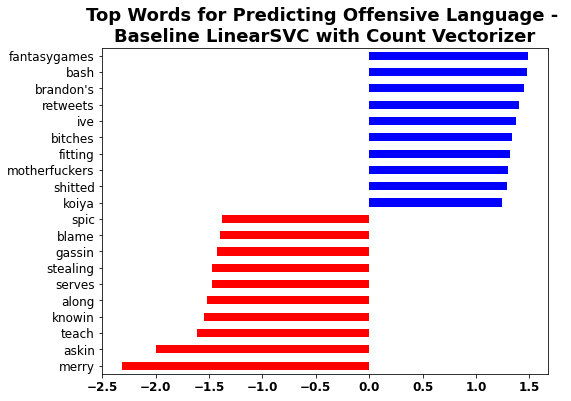 Top Words for Predicting Offensive Language -
Baseline LinearSVC with Count Vectorizer
fantasygames
bash
brandon's
retweets
ive
bitches
fitting
motherfuckers
shitted
koiya
spic
blame
gassin
stealing
serves
along
knowin
teach
askin
merry
−2.5 −2.0 −1.5 −1.0 −0.5 0.0 0.5 1.0 1.5